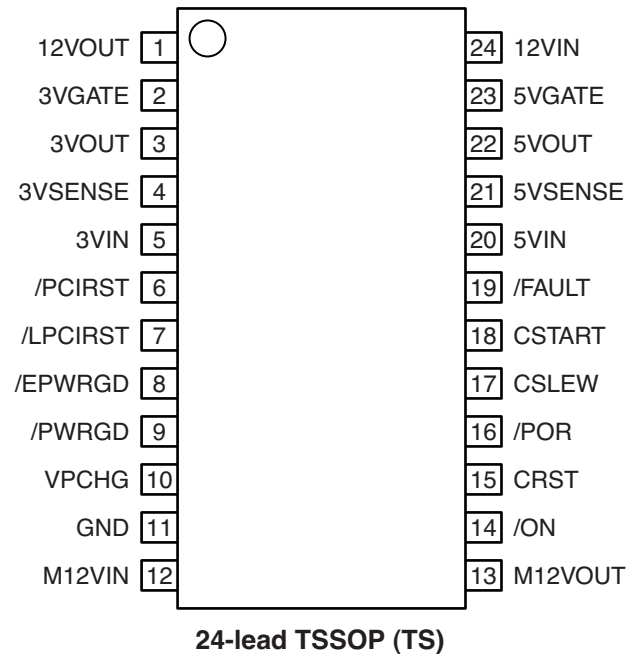 12VOUT 1 24 12VIN
3VGATE 2 23 5VGATE
3VOUT 3 22 5VOUT
3VSENSE 4 21 5VSENSE
3VIN 5 20 5VIN
/PCIRST 6 19 /FAULT
/LPCIRST 7 18 CSTART
/EPWRGD 8 17 CSLEW
/PWRGD 9 16 /POR
VPCHG 10 15 CRST
GND 11 14 /ON
M12VIN 12 13 M12VOUT
24-lead TSSOP (TS)